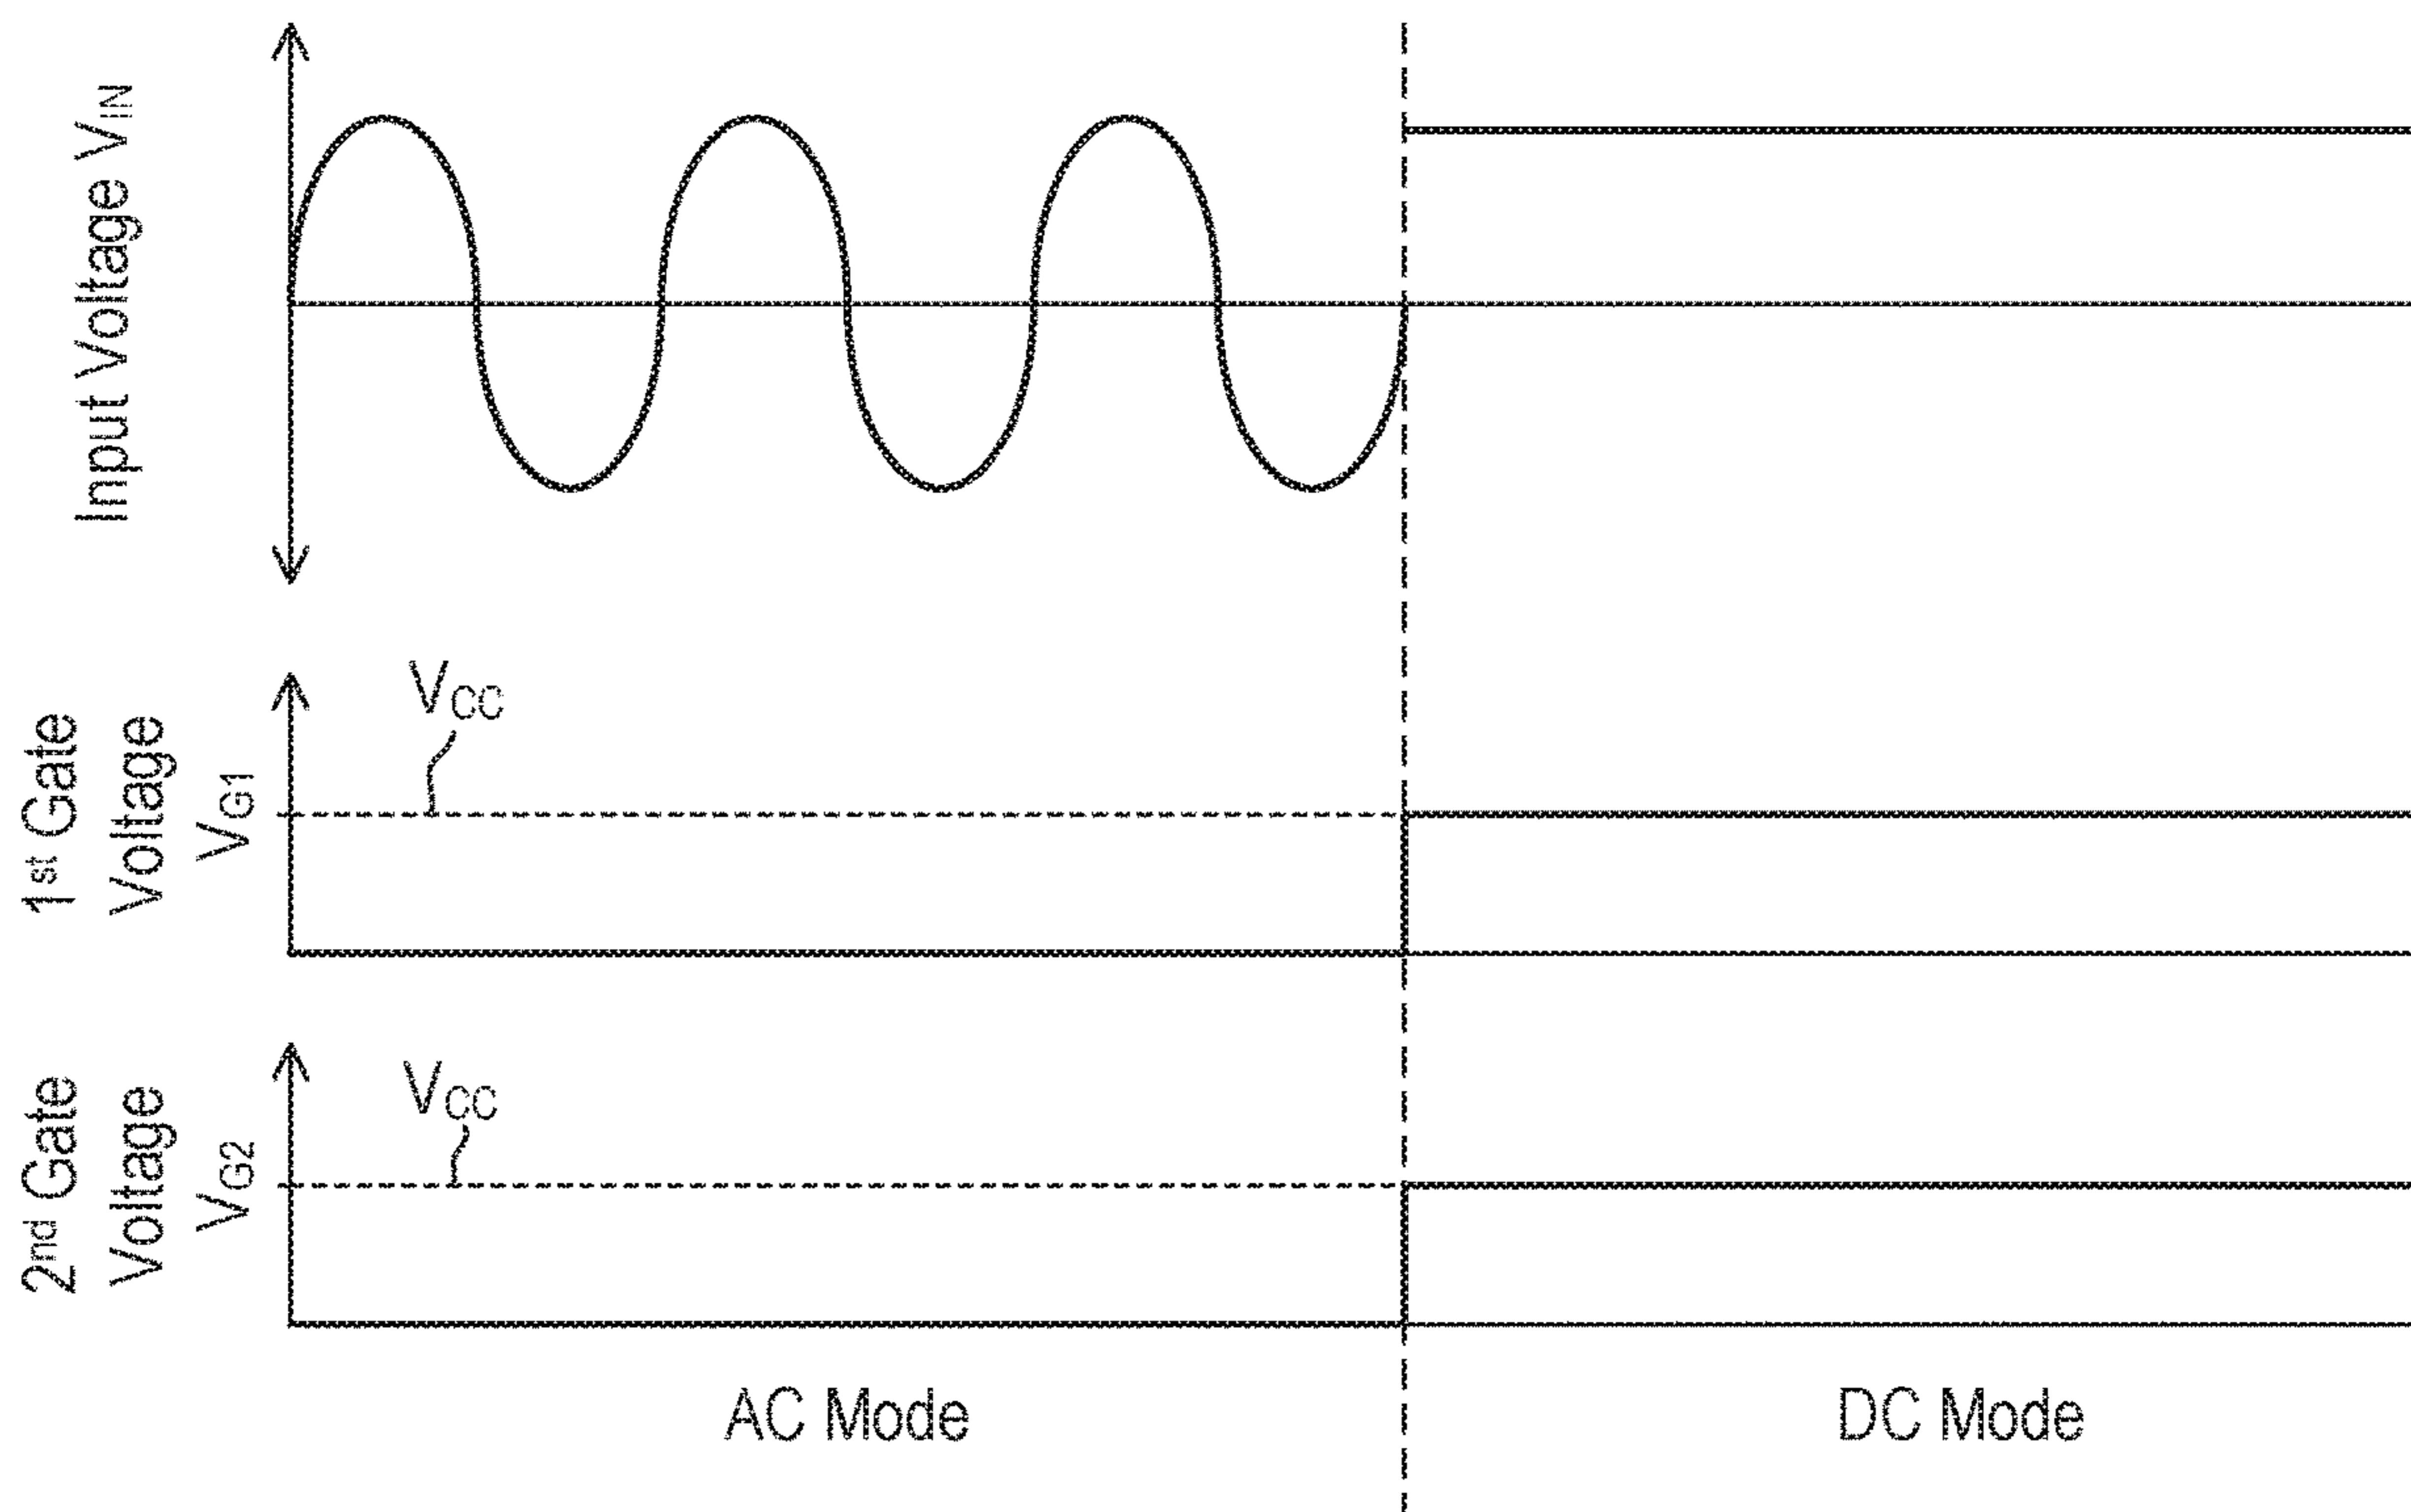 Input Voltage VIN
VCC
1st Gate
Voltage
VG1
VCC
2nd Gate
Voltage
VG2
AC Mode
DC Mode